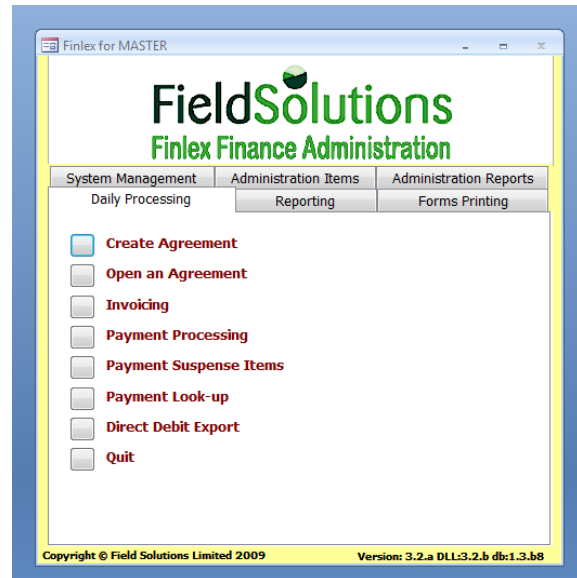 Finlex for MASTER
FieldSolutions
Finlex Finance Administration
System Management Administration Items Administration Reports
Daily Processing Reporting Forms Printing
Create Agreement
Open an Agreement
Invoicing
Payment Processing
Payment Suspense Items
Payment Look-up
Direct Debit Export
Quit
Copyright © Field Solutions Limited 2009 Version: 3.2.a DLL:3.2.b db:1.3.b8